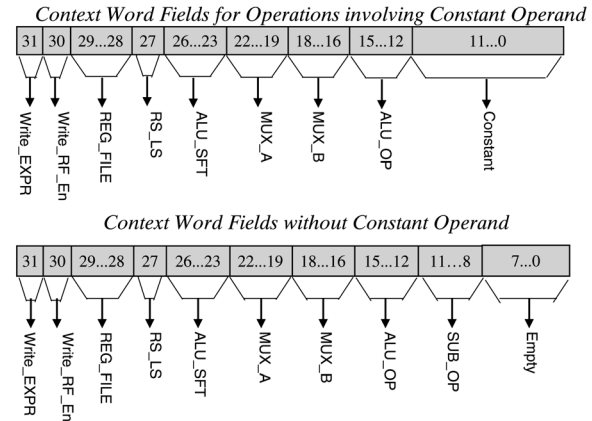 Context Word Fields for Operations involving Constant Operand
31 30 29...28 27 26...23 22...19 18...16 15...12 11...0
Write_EXPR Write_RF_En REG_FILE RS_LS ALU_SFT MUX_A MUX_B ALU_OP Constant
Context Word Fields without Constant Operand
31 30 29...28 27 26...23 22...19 18...16 15...12 11...8 7...0
Write_EXPR Write_RF_En REG_FILE RS_LS ALU_SFT MUX_A MUX_B ALU_OP SUB_OP Empty